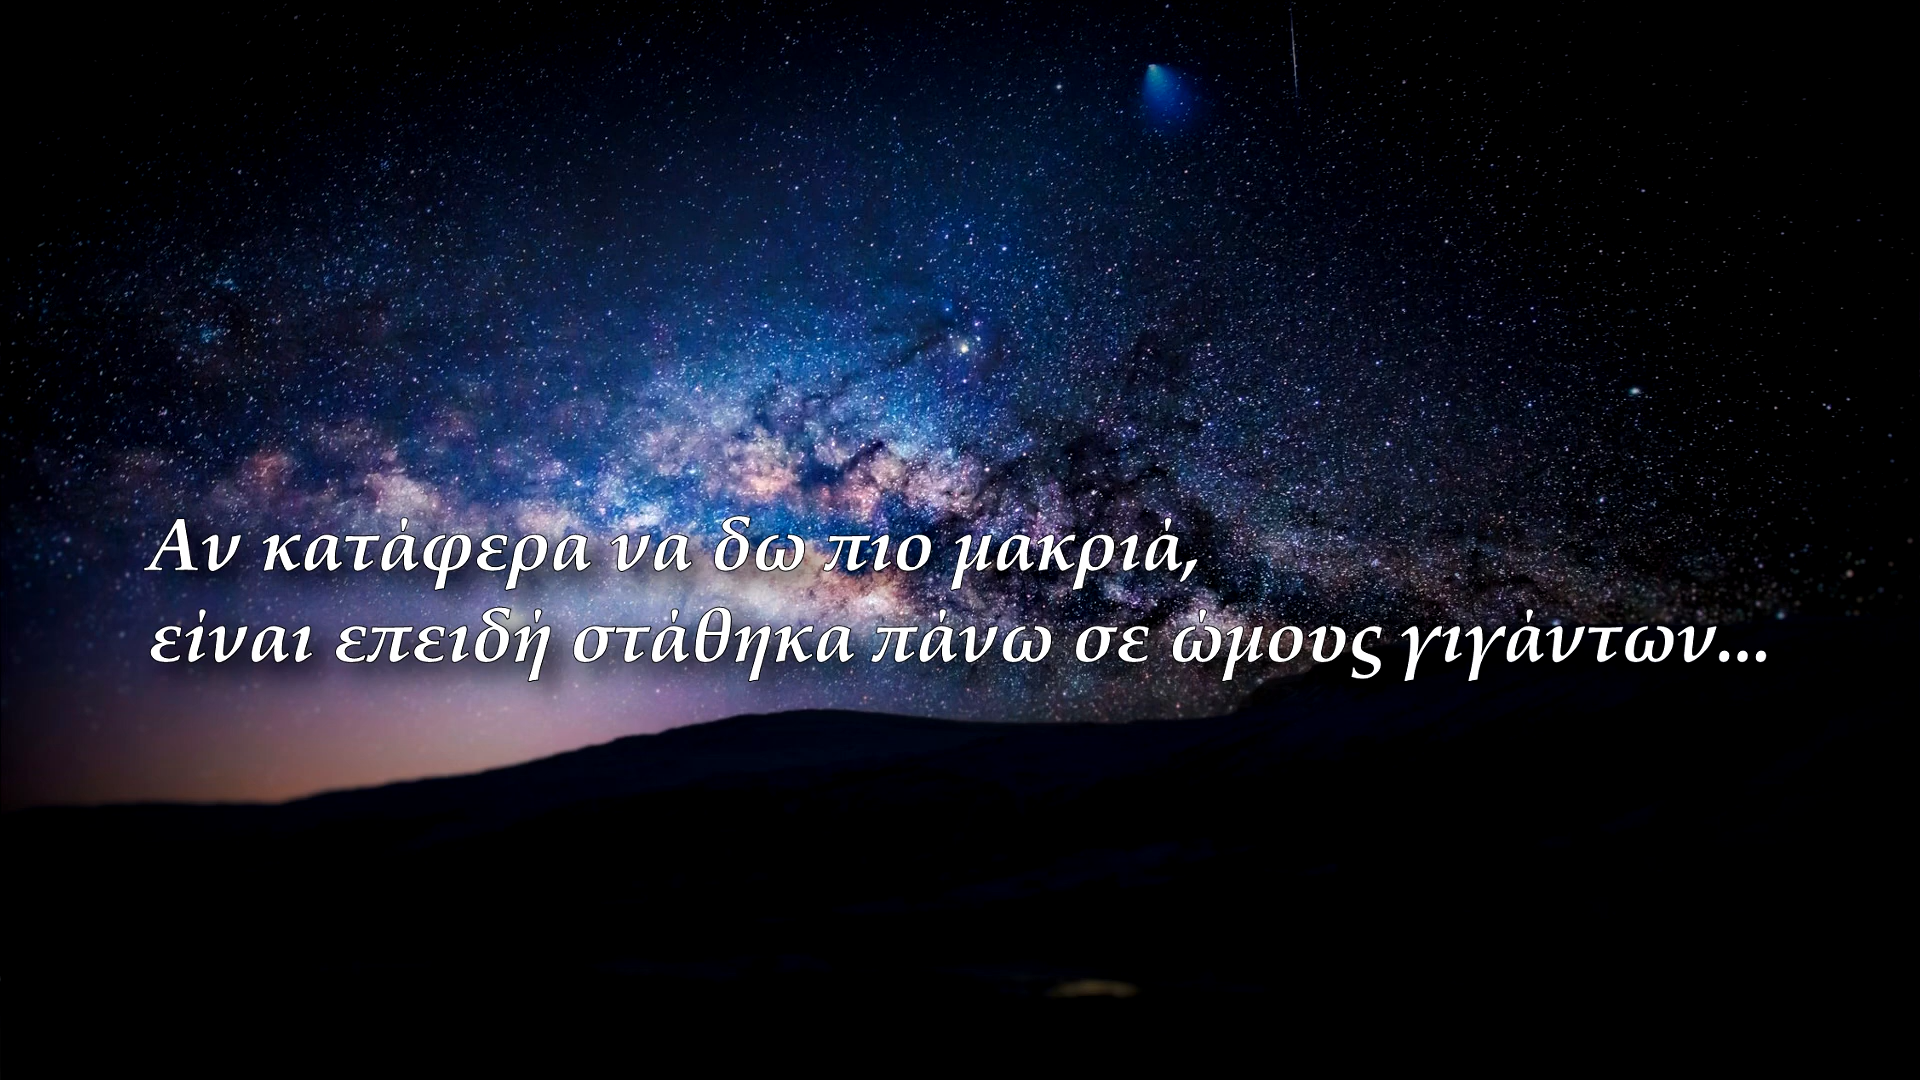 Αν κατάφερα να δω πιο μακριά,
είναι επειδή στάθηκα πάνω σε ώμους γιγάντων...